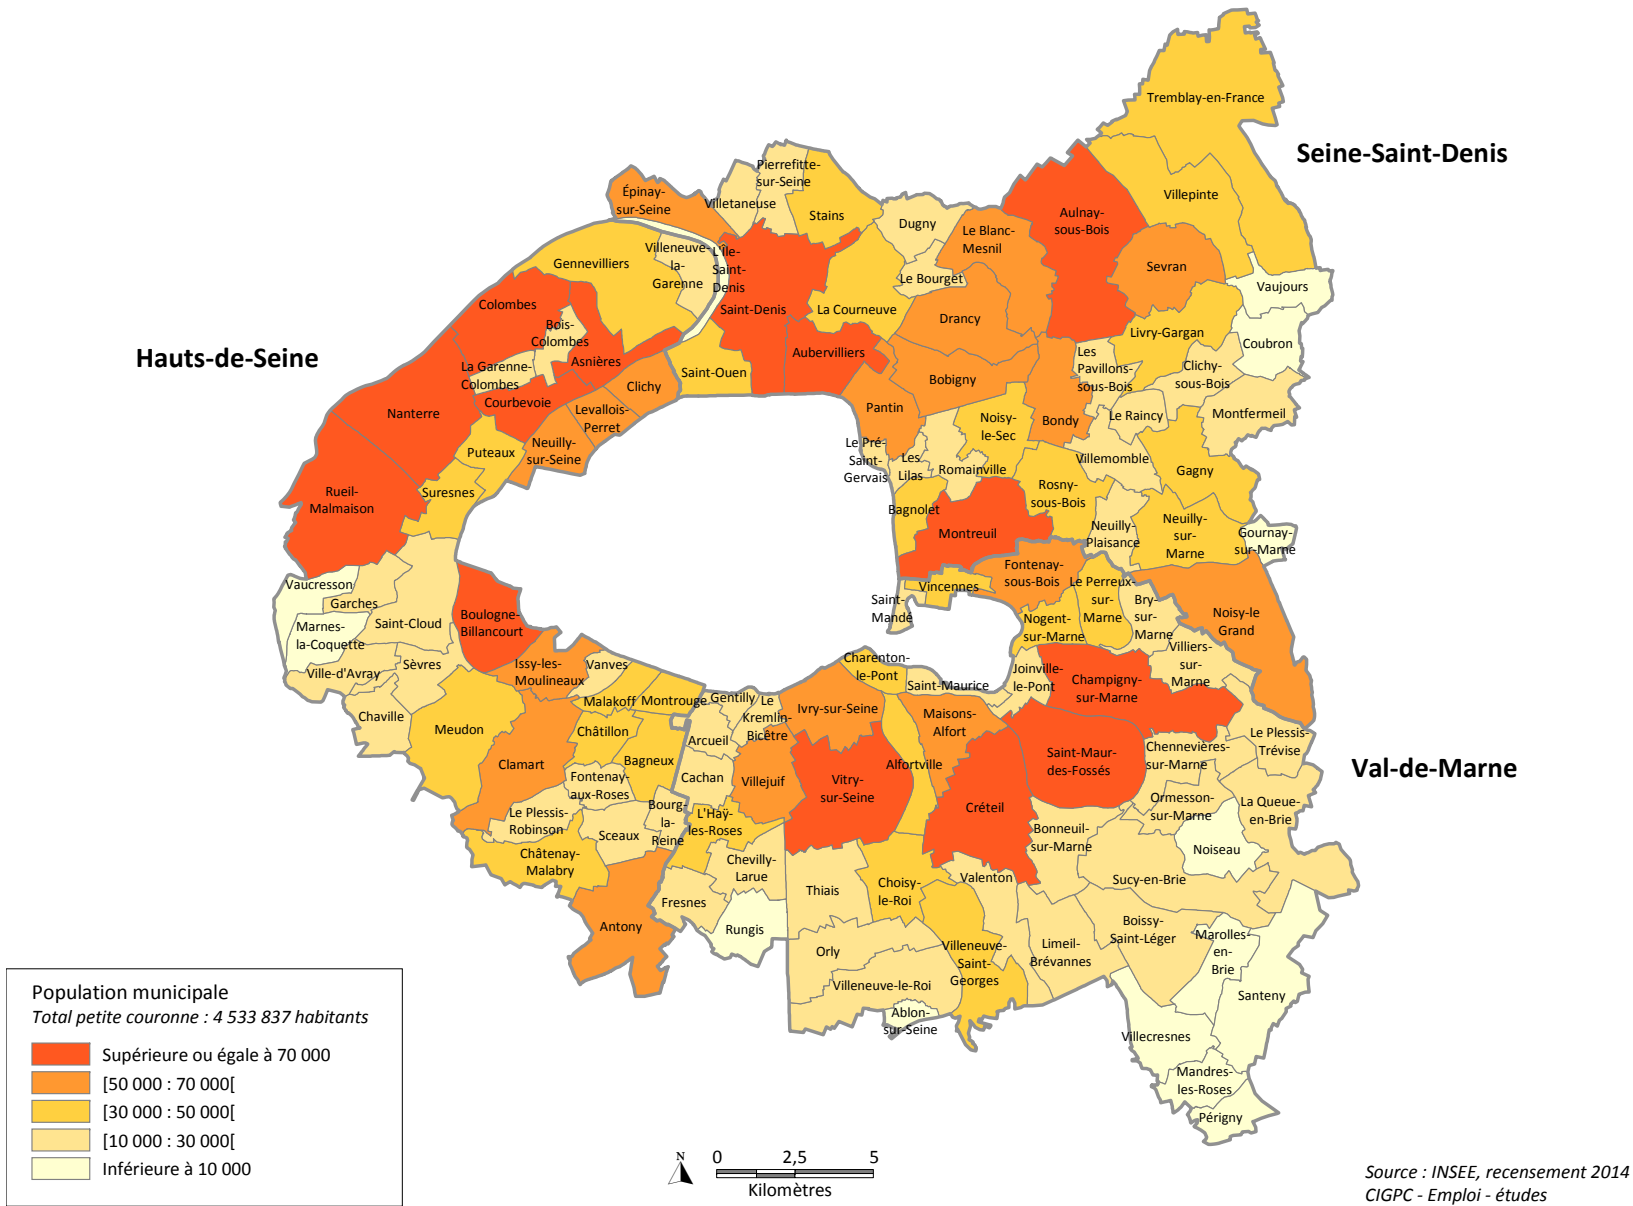 Tremblay-en-France
Seine-Saint-Denis
Pierrefitte-
sur-Seine
Épinay-
sur-Seine
Villetaneuse
Stains
Villepinte
Aulnay-
sous-Bois
Dugny
Le Blanc-
Mesnil
Villeneuve-
la-
Garenne
L'Île-
Saint-
Denis
Gennevilliers
Sevran
Le Bourget
Vaujours
Colombes
Saint-Denis
La Courneuve
Drancy
Bois-
Colombes
Livry-Gargan
Coubron
Hauts-de-Seine
Asnières
Aubervilliers
Les
Pavillons-
sous-Bois
Clichy-
sous-Bois
La Garenne-
Colombes
Saint-Ouen
Bobigny
Clichy
Courbevoie
Nanterre
Levallois-
Perret
Pantin
Noisy-
le-Sec
Bondy
Le Raincy
Montfermeil
Puteaux
Neuilly-
sur-Seine
Le Pré-
Saint-
Gervais
Les
Lilas
Romainville
Villemomble
Gagny
Rueil-
Malmaison
Suresnes
Bagnolet
Rosny-
sous-Bois
Montreuil
Neuilly-
Plaisance
Neuilly-
sur-
Marne
Gournay-
sur-Marne
Vaucresson
Garches
Fontenay-
sous-Bois
Vincennes
Le Perreux-
sur-
Marne
Saint-
Mandé
Bry-
sur-
Marne
Noisy-le
Grand
Marnes-
la-Coquette
Saint-Cloud
Boulogne-
Billancourt
Nogent-
sur-Marne
Villiers-
sur-
Marne
Ville-d'Avray
Sèvres
Issy-les-
Moulineaux
Vanves
Charenton-
le-Pont
Saint-Maurice
Joinville-
le-Pont
Champigny-
sur-Marne
Chaville
Malakoff
Montrouge
Gentilly
Le
Kremlin-
Bicêtre
Ivry-sur-Seine
Maisons-
Alfort
Meudon
Châtillon
Arcueil
Saint-Maur-
des-Fossés
Chennevières-
sur-Marne
Le Plessis-
Trévise
Clamart
Bagneux
Fontenay-
aux-Roses
Cachan
Villejuif
Vitry-
sur-Seine
Alfortville
Val-de-Marne
Le Plessis-
Robinson
Sceaux
Bourg-
la-
Reine
L'Haÿ-
les-Roses
Créteil
Bonneuil-
sur-Marne
Ormesson-
sur-Marne
La Queue-
en-Brie
Noiseau
Châtenay-
Malabry
Chevilly-
Larue
Thiais
Choisy-
le-Roi
Valenton
Sucy-en-Brie
Antony
Fresnes
Rungis
Orly
Villeneuve-
Saint-
Georges
Limeil-
Brévannes
Boissy-
Saint-Léger
Marolles-
en-
Brie
Villeneuve-le-Roi
Santeny
Ablon-
sur-Seine
Villecresnes
Mandres-
les-Roses
Périgny
Population municipale
Total petite couronne : 4 533 837 habitants
Supérieure ou égale à 70 000
[50 000 : 70 000[
[30 000 : 50 000[
[10 000 : 30 000[
Inférieure à 10 000
N
0 2,5 5
Kilomètres
Source : INSEE, recensement 2014
CIGPC - Emploi - études